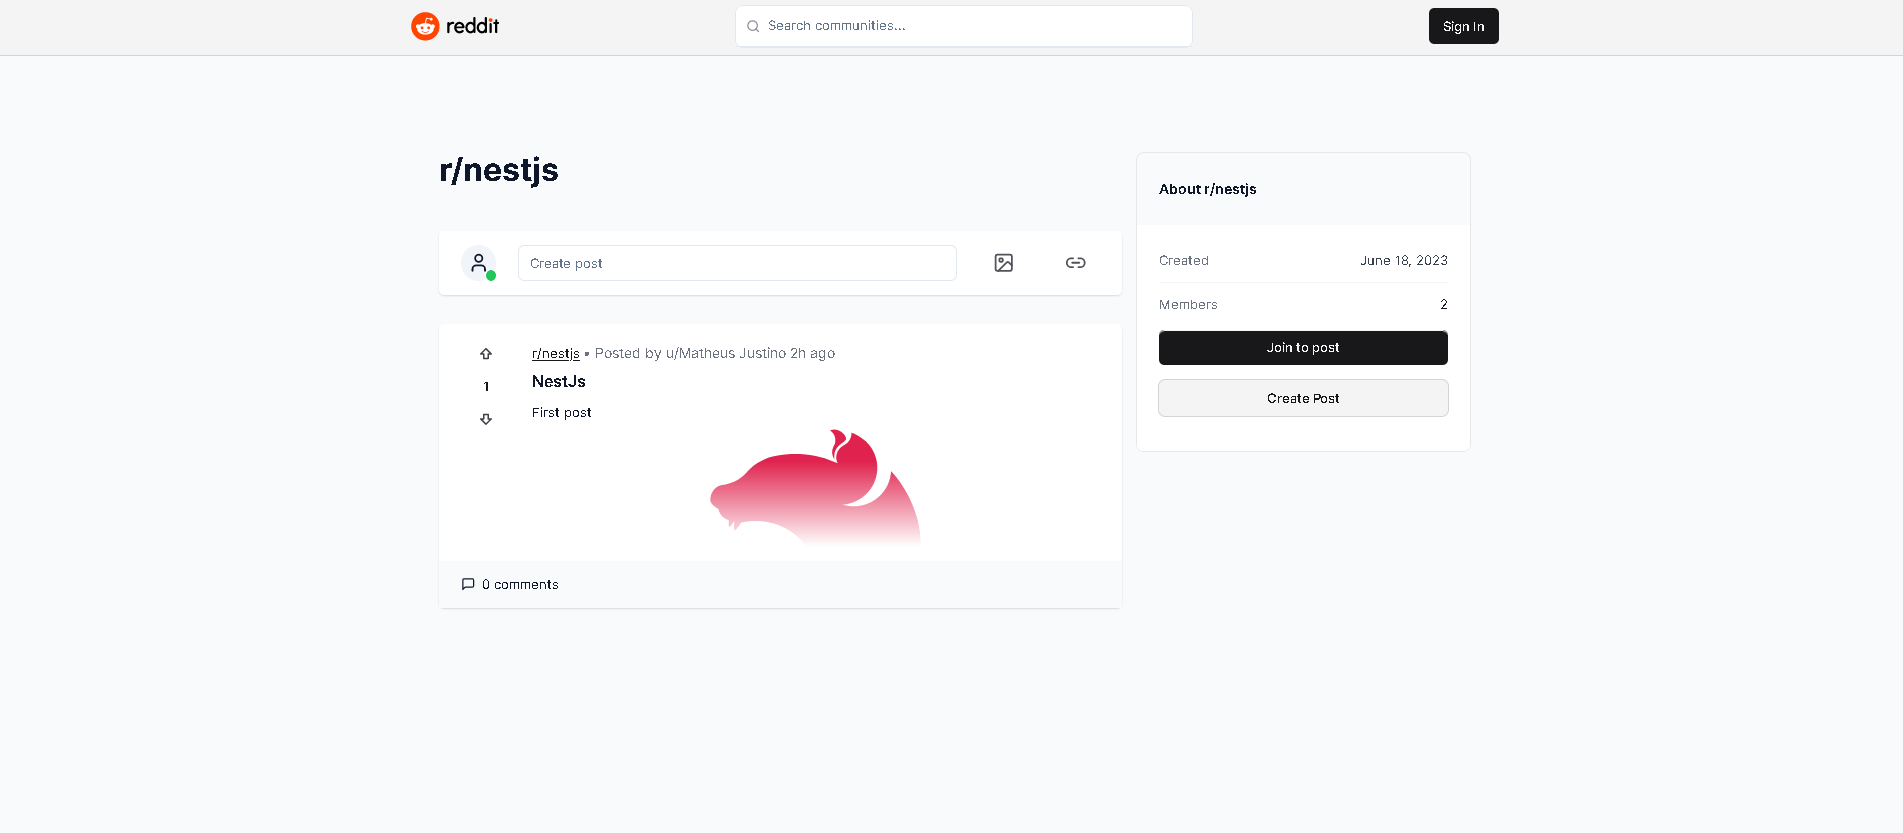 reddit
Search communities...
Sign In
r/nestjs
Create post
r/nestjs • Posted by u/Matheus Justino 2h ago
1
NestJs
First post
0 comments
About r/nestjs
Created June 18, 2023
Members 2
Join to post
Create Post